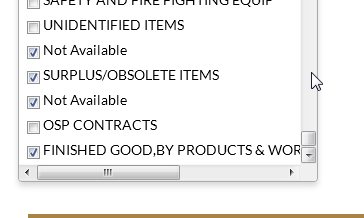 SAFETY AND FIRE FIGHTING EQUIP
UNIDENTIFIED ITEMS
Not Available
SURPLUS/OBSOLETE ITEMS
Not Available
OSP CONTRACTS
FINISHED GOOD,BY PRODUCTS & WOR